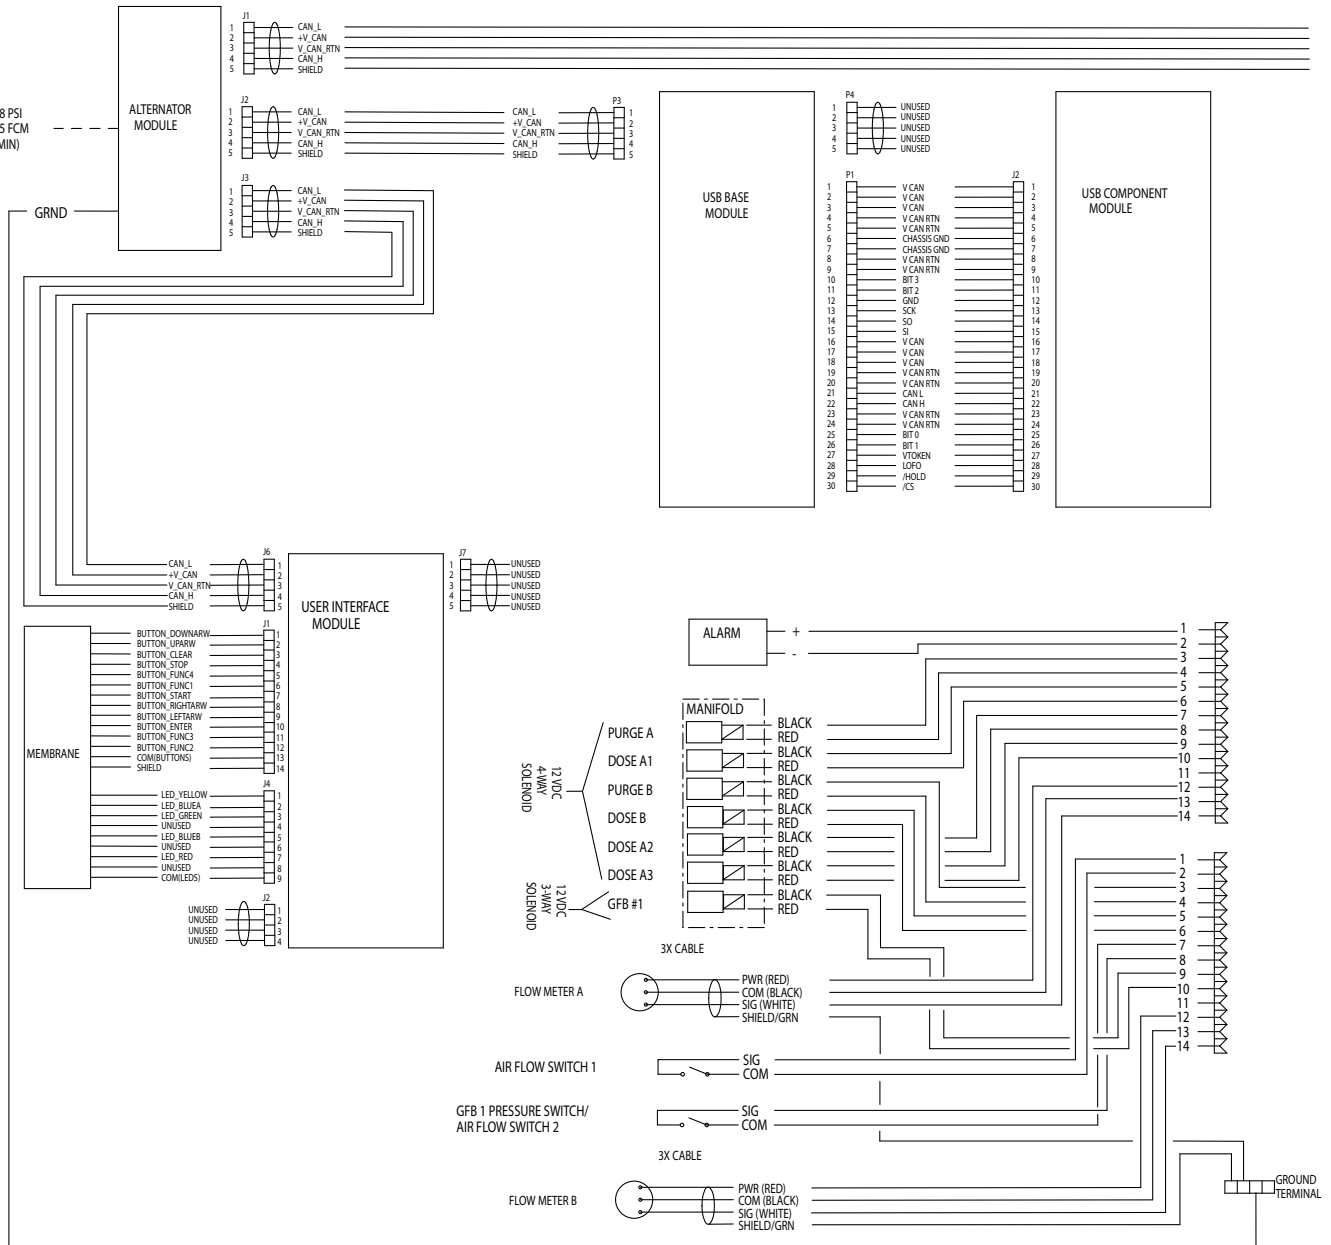 J1
1 CAN_L
2 +V_CAN
3 V_CAN_RTN
4 CAN_H
5 SHIELD
8 PSI
5 FCM
MIN)
ALTERNATOR
MODULE
GRND
J2
1 CAN_L CAN_L 1
2 +V_CAN +V_CAN 2
3 V_CAN_RTN V_CAN_RTN 3
4 CAN_H CAN_H 4
5 SHIELD SHIELD 5
P3
J3
1 CAN_L
2 +V_CAN
3 V_CAN_RTN
4 CAN_H
5 SHIELD
USB BASE
MODULE
P4
1 UNUSED
2 UNUSED
3 UNUSED
4 UNUSED
5 UNUSED
P1 J2
1 V CAN 1
2 V CAN 2
3 V CAN 3
4 V CAN RTN 4
5 V CAN RTN 5
6 CHASSIS GND 6
7 CHASSIS GND 7
8 V CAN RTN 8
9 V CAN RTN 9
10 BIT 3 10
11 BIT 2 11
12 GND 12
13 SCK 13
14 SO 14
15 SI 15
16 V CAN 16
17 V CAN 17
18 V CAN 18
19 V CAN RTN 19
20 V CAN RTN 20
21 CAN L 21
22 CAN H 22
23 V CAN RTN 23
24 V CAN RTN 24
25 BIT 0 25
26 BIT 1 26
27 VTOKEN 27
28 LOFO 28
29 /HOLD 29
30 /CS 30
USB COMPONENT
MODULE
J6
CAN_L 1
+V_CAN 2
V_CAN_RTN 3
CAN_H 4
SHIELD 5
USER INTERFACE
MODULE
J7
1 UNUSED
2 UNUSED
3 UNUSED
4 UNUSED
5 UNUSED
MEMBRANE
J1
BUTTON_DOWNARW 1
BUTTON_UPARW 2
BUTTON_CLEAR 3
BUTTON_STOP 4
BUTTON_FUNC4 5
BUTTON_FUNC1 6
BUTTON_START 7
BUTTON_RIGHTARW 8
BUTTON_LEFTARW 9
BUTTON_ENTER 10
BUTTON_FUNC3 11
BUTTON_FUNC2 12
COM(BUTTONS) 13
SHIELD 14
J4
LED_YELLOW 1
LED_BLUEA 2
LED_GREEN 3
UNUSED 4
LED_BLUEB 5
UNUSED 6
LED_RED 7
UNUSED 8
COM(LEDS) 9
J2
UNUSED 1
UNUSED 2
UNUSED 3
UNUSED 4
ALARM
+
-
MANIFOLD
12 VDC
4-WAY
SOLENOID
PURGE A
BLACK
RED
DOSE A1
BLACK
RED
PURGE B
BLACK
RED
DOSE B
BLACK
RED
DOSE A2
BLACK
RED
DOSE A3
BLACK
RED
12 VDC
3-WAY
SOLENOID
GFB #1
BLACK
RED
1
2
3
4
5
6
7
8
9
10
11
12
13
14
1
2
3
4
5
6
7
8
9
10
11
12
13
14
3X CABLE
FLOW METER A
PWR (RED)
COM (BLACK)
SIG (WHITE)
SHIELD/GRN
AIR FLOW SWITCH 1
SIG
COM
GFB 1 PRESSURE SWITCH/
AIR FLOW SWITCH 2
SIG
COM
3X CABLE
FLOW METER B
PWR (RED)
COM (BLACK)
SIG (WHITE)
SHIELD/GRN
GROUND
TERMINAL